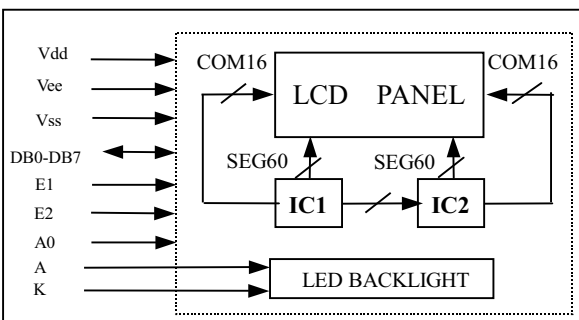 Vdd
Vee
Vss
DB0-DB7
E1
E2
A0
A
K
COM16
COM16
LCD PANEL
SEG60
SEG60
IC1
IC2
LED BACKLIGHT